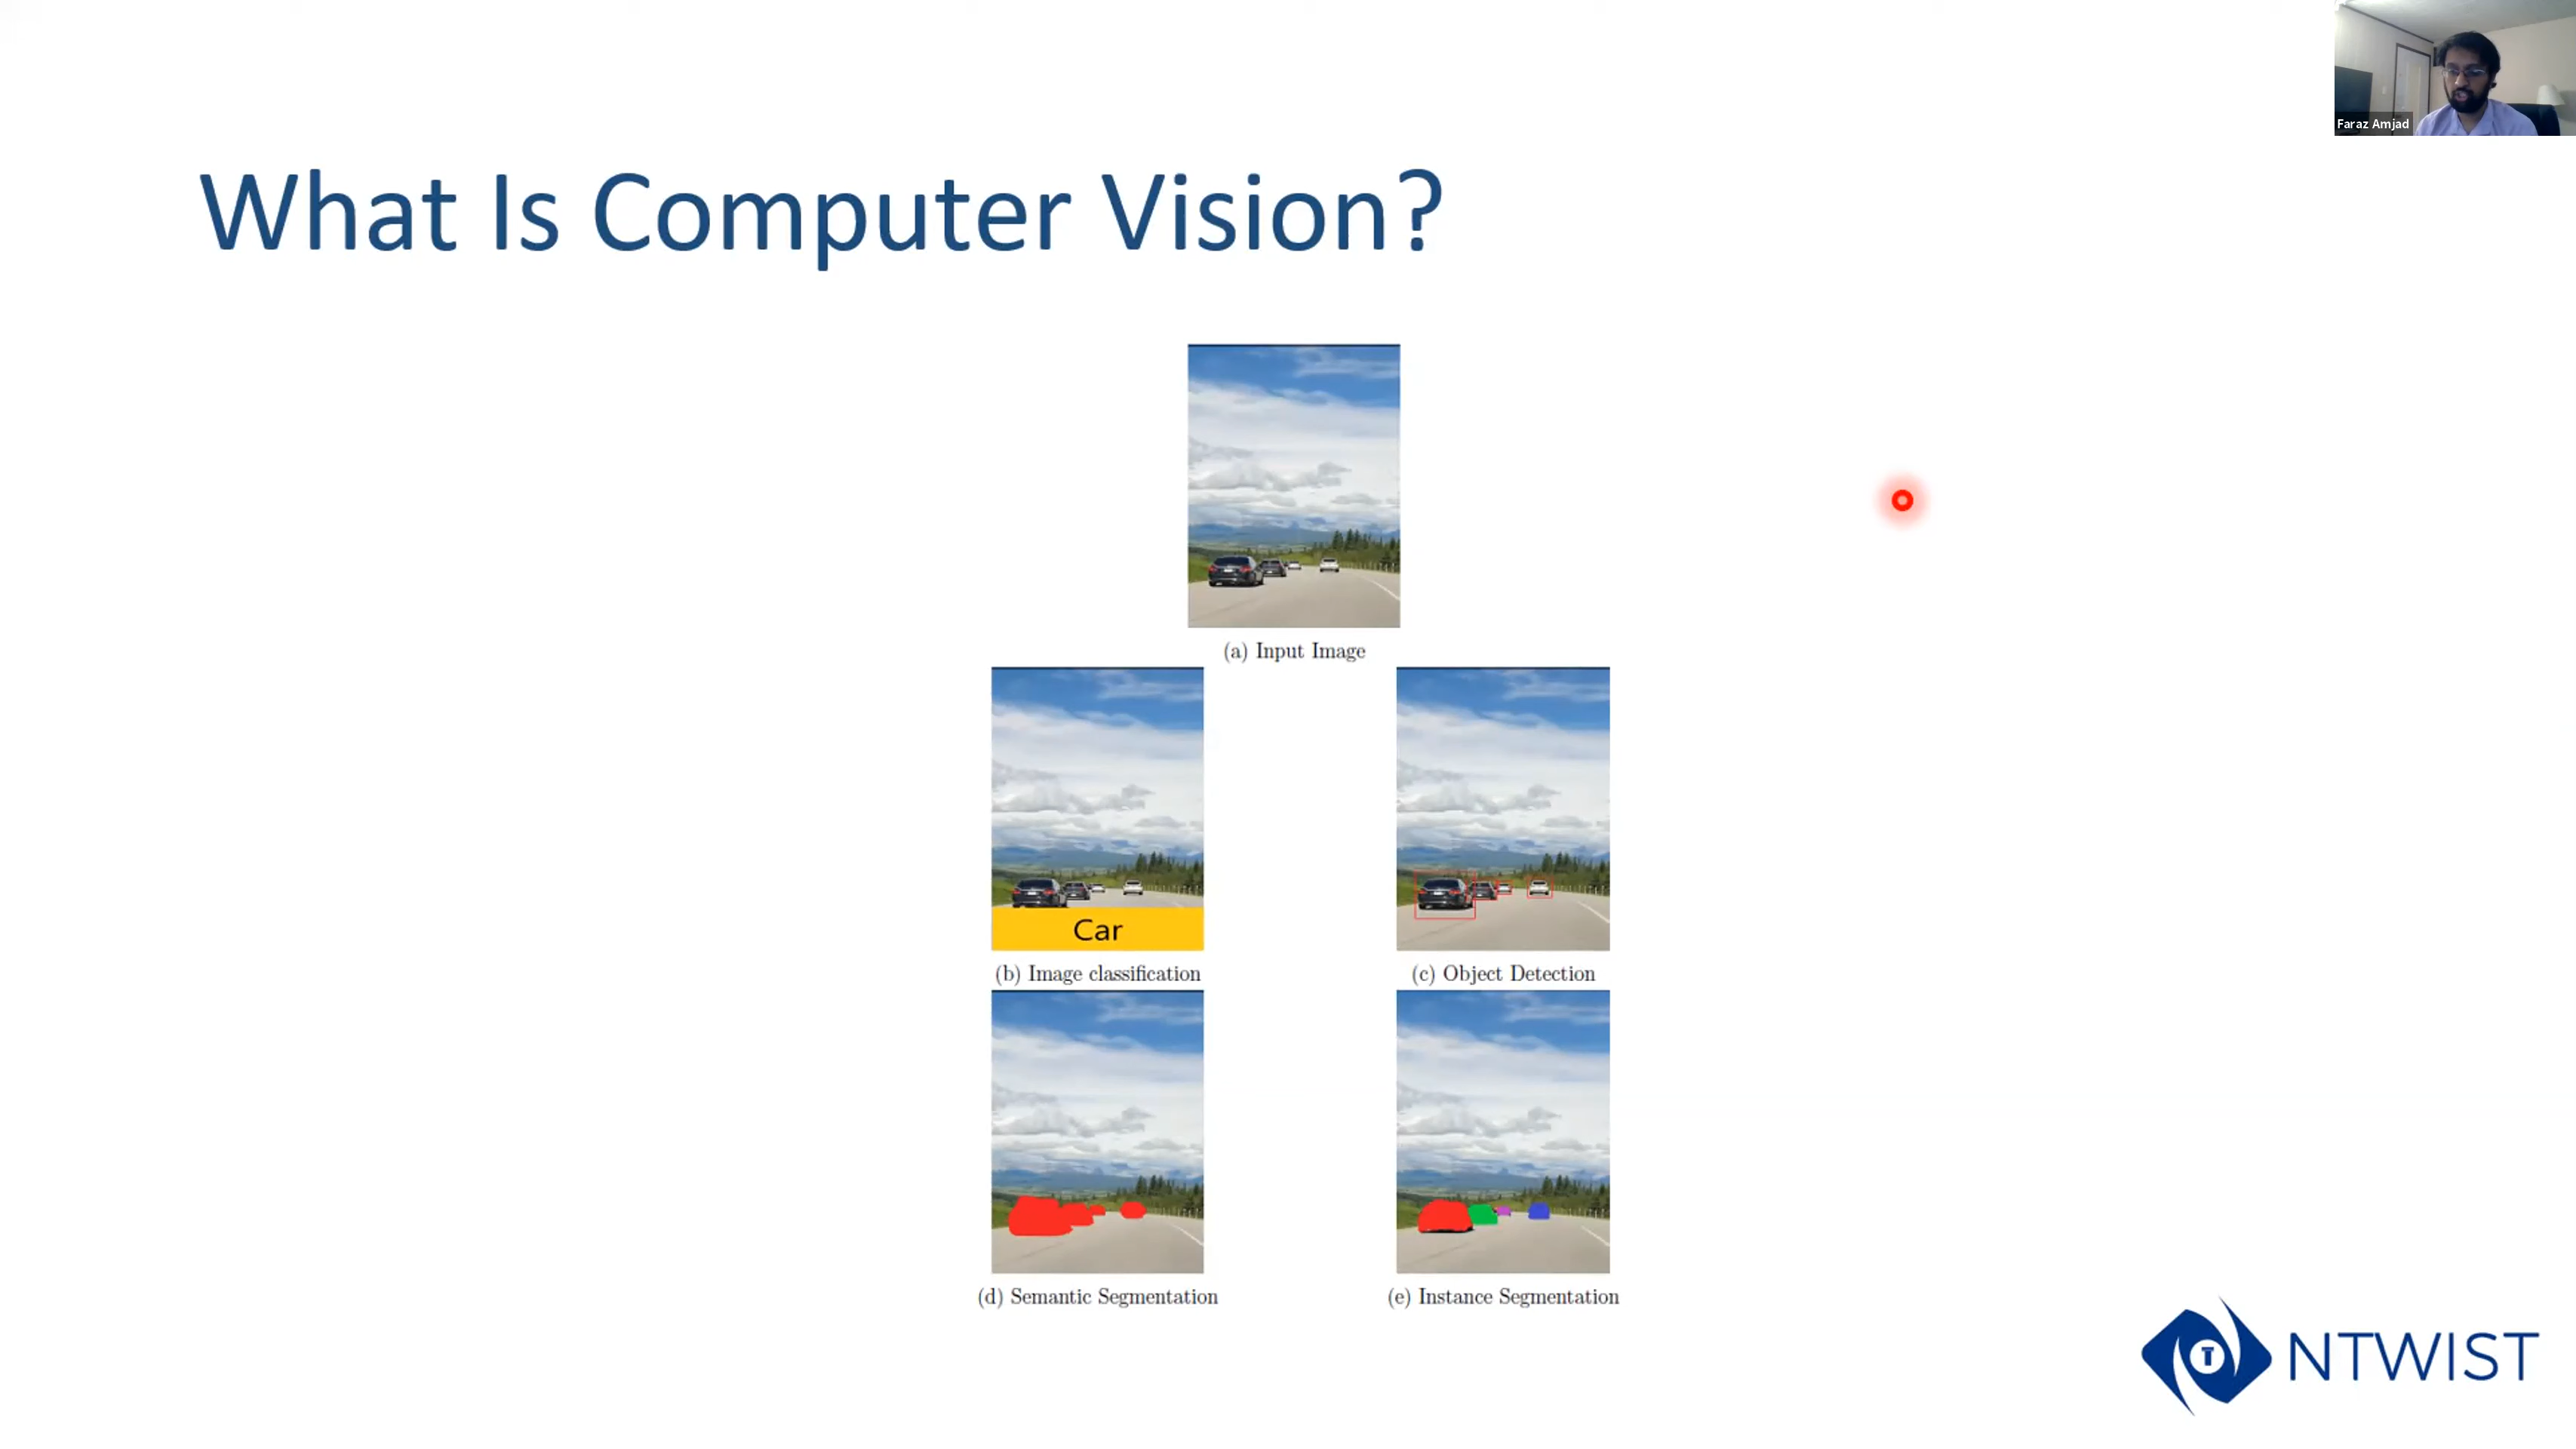 Faraz Amjad
What Is Computer Vision?
(a) Input Image
Car
(b) Image classification
(c) Object Detection
(d) Semantic Segmentation
(e) Instance Segmentation
T
NTWIST